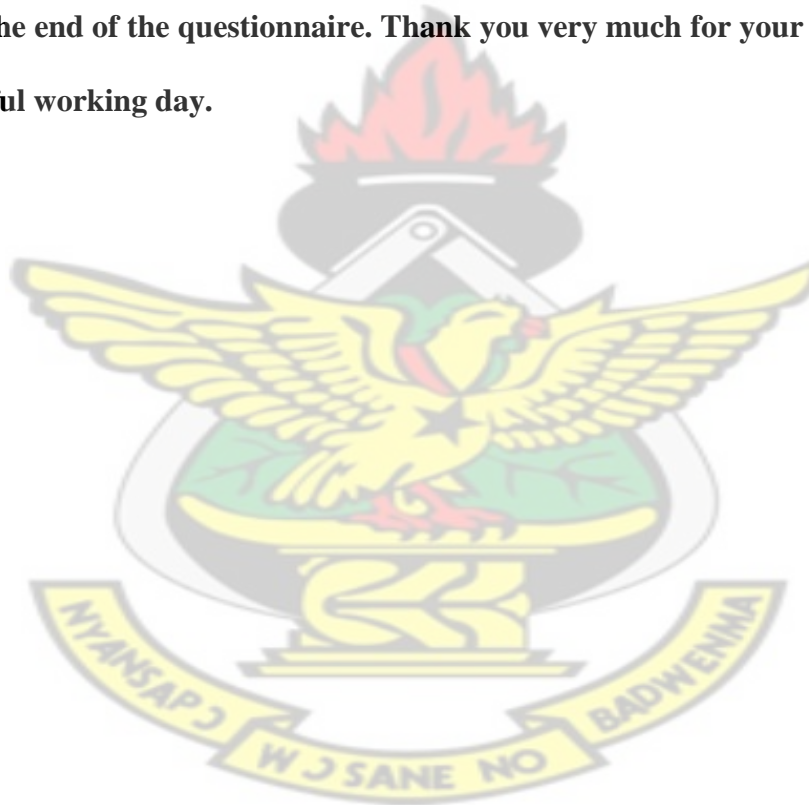 he end of the questionnaire. Thank you very much for your
ul working day.
NYANSAPƆ WƆSANE NO BADWENMA